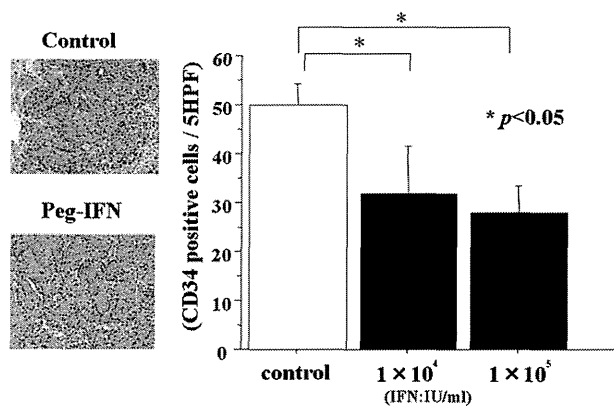 Control
Peg-IFN
((CD34 positive cells / 5HPF)
60
50
40
30
20
10
0
*
*
* p<0.05
control
1×10⁴
1×10⁵
(IFN:IU/ml)